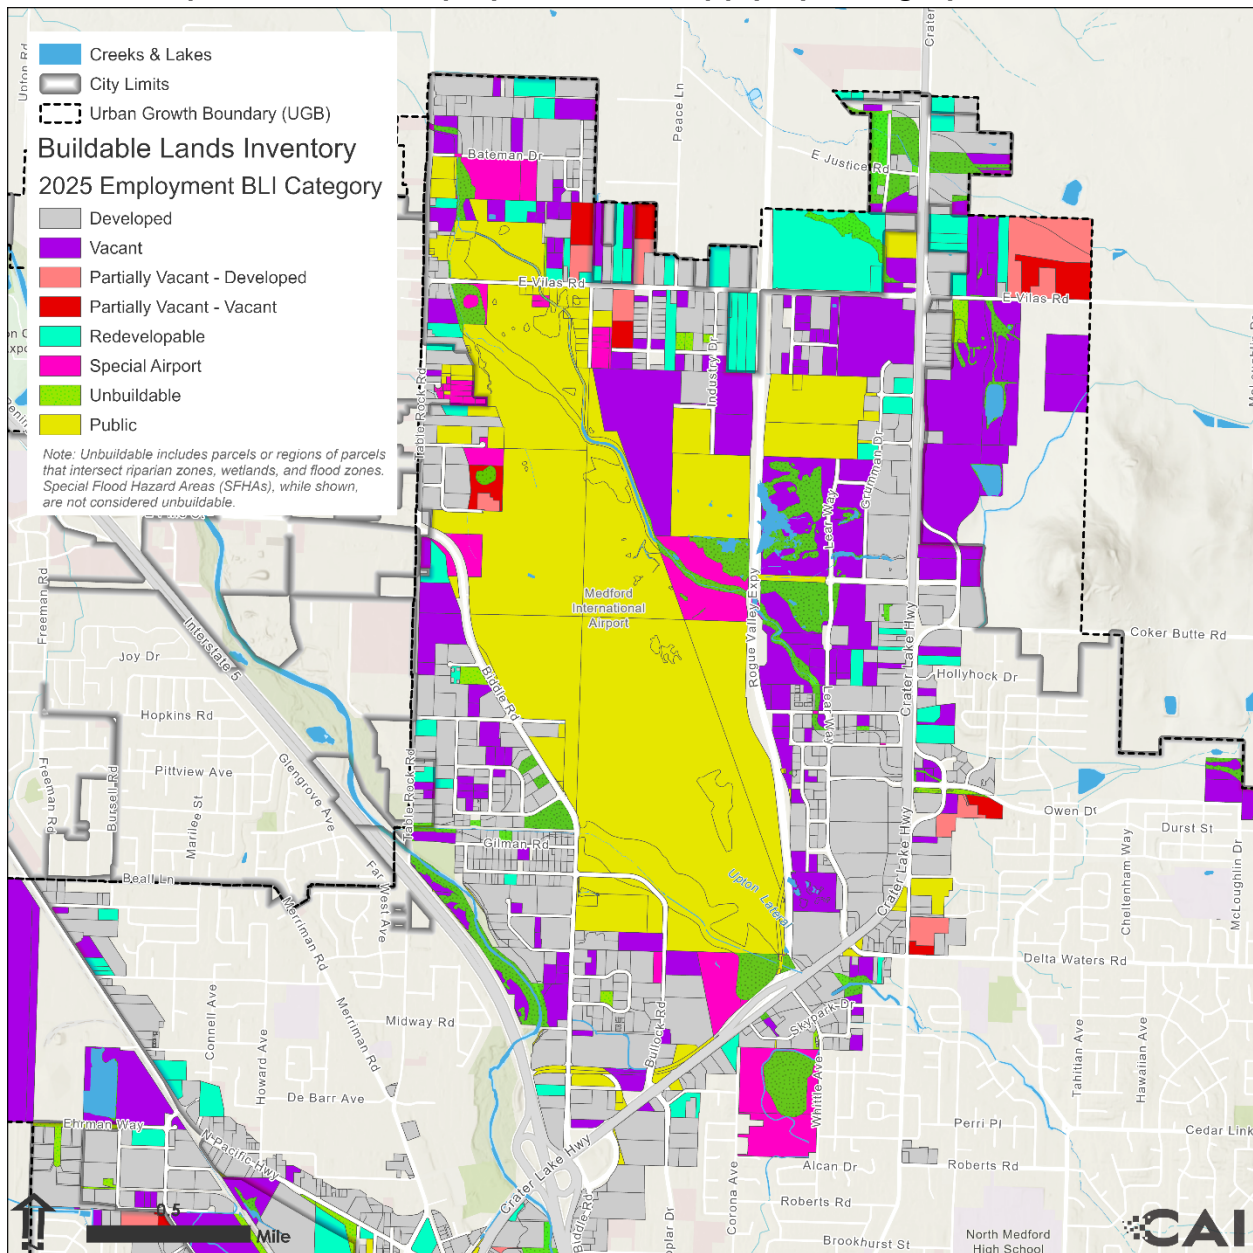 Creeks & Lakes
City Limits
Urban Growth Boundary (UGB)
Buildable Lands Inventory
2025 Employment BLI Category
Developed
Vacant
Partially Vacant - Developed
Partially Vacant - Vacant
Redevelopable
Special Airport
Unbuildable
Public
Note: Unbuildable includes parcels or regions of parcels
that intersect riparian zones, wetlands, and flood zones.
Special Flood Hazard Areas (SFHAs), while shown,
are not considered unbuildable.
Upton Rd
Crater
Peace Ln
Bateman Dr
E Justice Rd
E Vilas Rd
E Vilas Rd
Industry Dr
Table Rock Rd
Grumman Dr
Lear Way
Medford
International
Airport
Rogue Valley Expy
Crater Lake Hwy
Coker Butte Rd
Freeman Rd
Interstate 5
Joy Dr
Hollyhock Dr
Biddle Rd
Hopkins Rd
Lear Way
Pittview Ave
Glengrove Ave
Freeman Rd
Bursell Rd
Marilee St
Table Rock Rd
Owen Dr
Durst St
Gilman Rd
Crater Lake Hwy
Chellenham Way
McLoughlin Dr
Beall Ln
Far West Ave
Upton Lateral
Merriman Rd
Delta Waters Rd
Connell Ave
Howard Ave
Merriman Rd
Midway Rd
Bullock Rd
Skypark Dr
Tahitian Ave
Hawaiian Ave
De Barr Ave
Whittle Ave
Ehrman Way
N Pacific Hwy
Perri Pl
Cedar Link
Crater Lake Hwy
Corona Ave
Alcan Dr
Roberts Rd
Roberts Rd
Biddle Rd
Brookhurst St
North Medford
High School
0.5
Mile
CAI